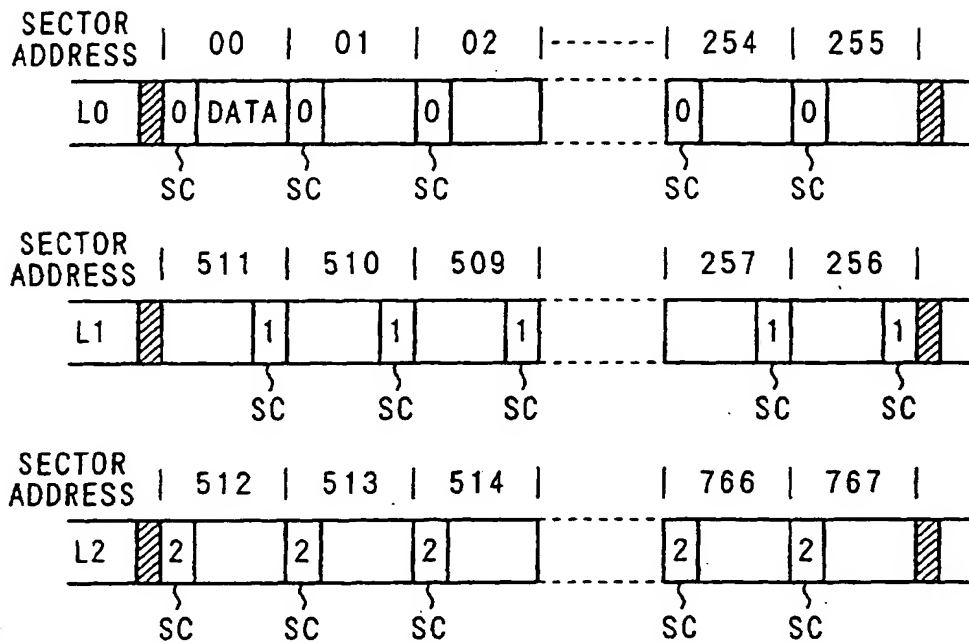 SECTOR
ADDRESS | 00 | 01 | 02 | 254 | 255 |
L0 0 DATA 0 0 0 0
SC SC SC SC SC
SECTOR
ADDRESS | 511 | 510 | 509 | 257 | 256 |
L1 1 1 1 1 1
SC SC SC SC SC
SECTOR
ADDRESS | 512 | 513 | 514 | 766 | 767 |
L2 2 2 2 2 2
SC SC SC SC SC